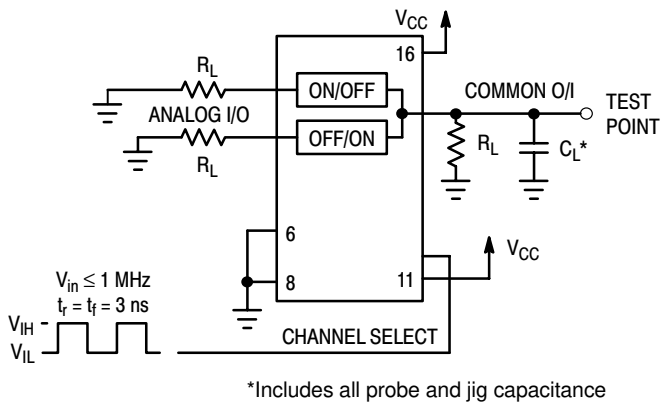 V_CC
16
R_L
ON/OFF
COMMON O/I
TEST
POINT
ANALOG I/O
OFF/ON
R_L
R_L
C_L*
6
V_CC
8
11
V_in ≤ 1 MHz
t_r = t_f = 3 ns
V_IH
V_IL
CHANNEL SELECT
*Includes all probe and jig capacitance